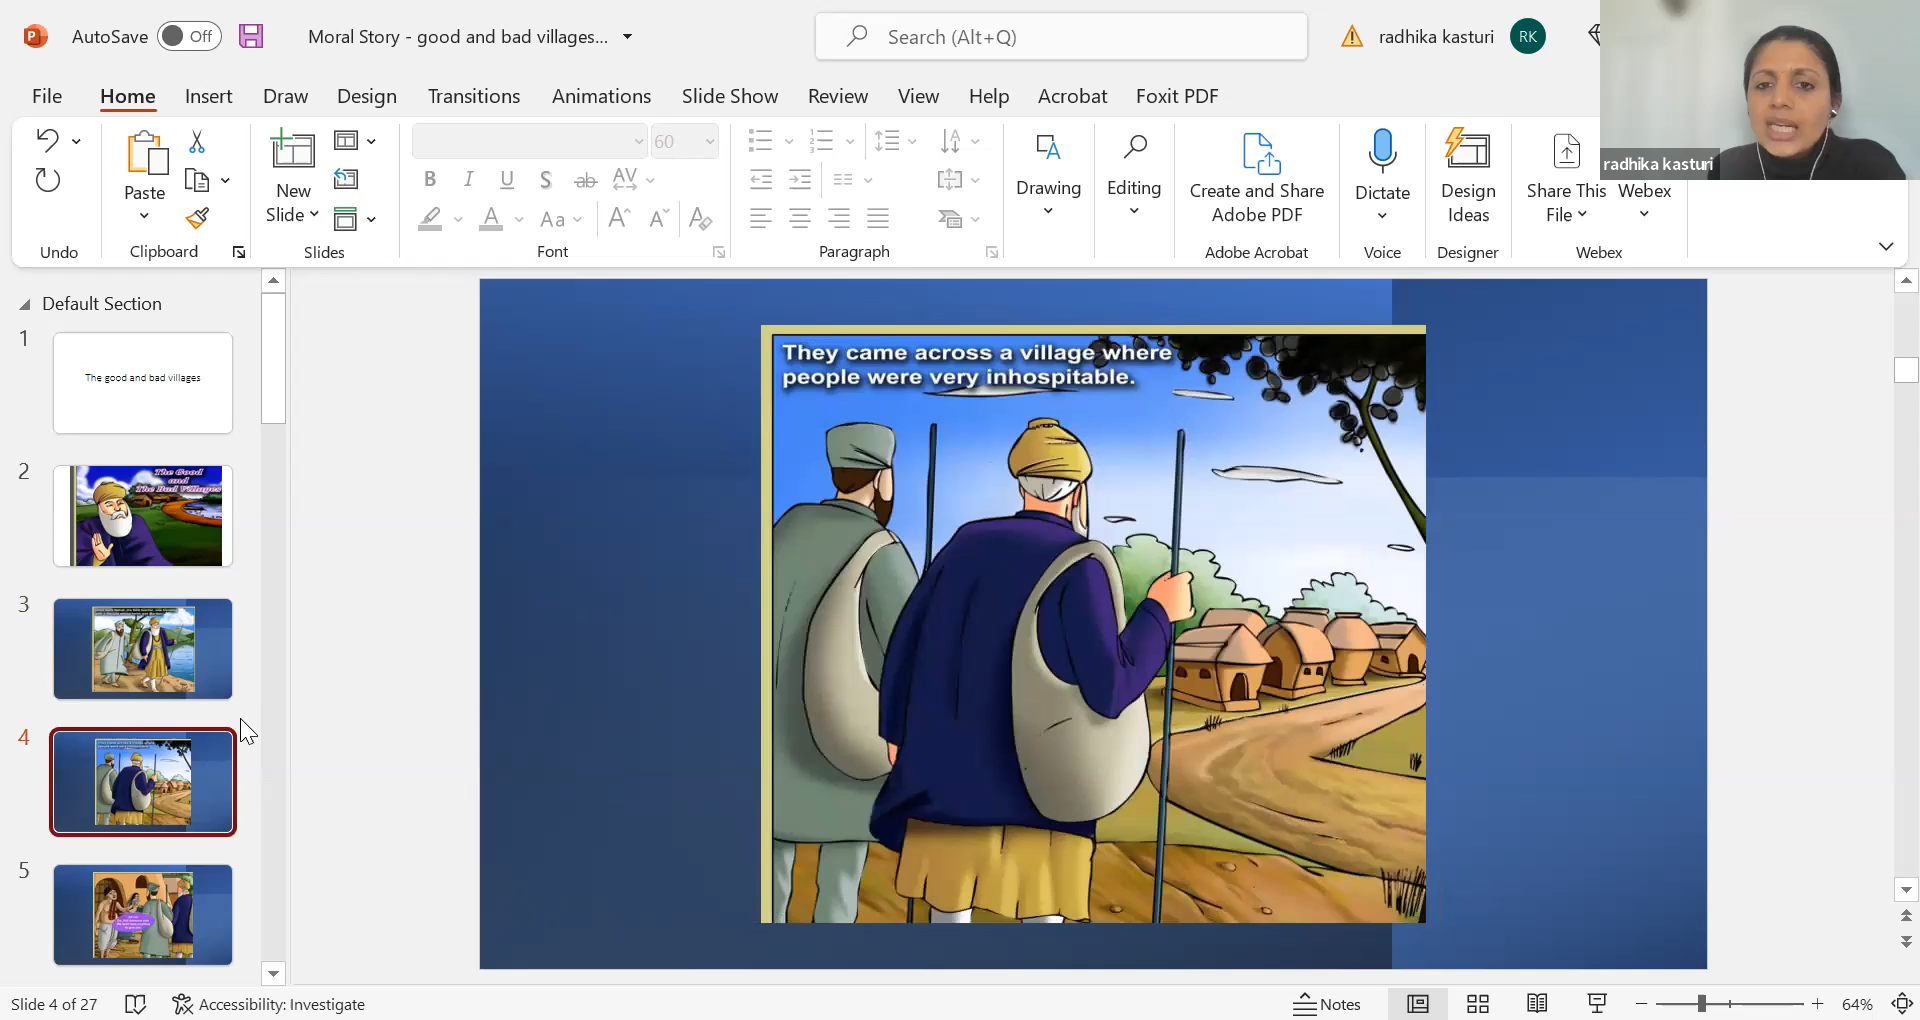 AutoSave Off Moral Story - good and bad villages... Search (Alt+Q) radhika kasturi RK
File Home Insert Draw Design Transitions Animations Slide Show Review View Help Acrobat Foxit PDF
radhika kasturi
60
Paste
New
Slide
B I U S ab AV
A Aa A A A
Drawing
Editing
Create and Share
Adobe PDF
Dictate
Design
Ideas
Share This
File
Webex
Undo Clipboard Slides Font Paragraph Adobe Acrobat Voice Designer Webex
Default Section
1
The good and bad villages
2
The Good
and
The Bad Villages
3
4
5
They came across a village where
people were very inhospitable.
Slide 4 of 27 Accessibility: Investigate Notes 64%